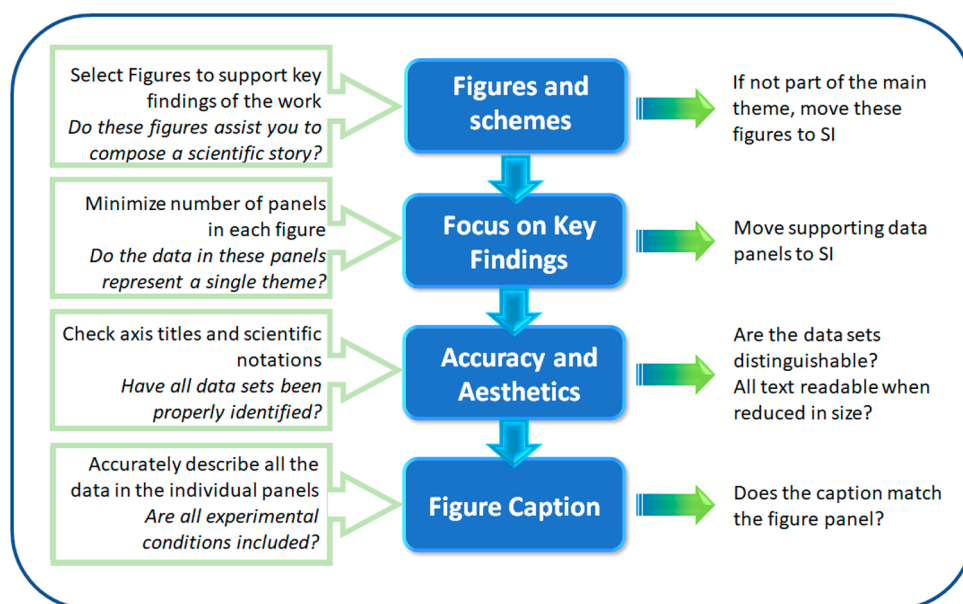 Select Figures to support key
findings of the work
Do these figures assist you to
compose a scientific story?
Figures and
schemes
If not part of the main
theme, move these
figures to SI
Minimize number of panels
in each figure
Do the data in these panels
represent a single theme?
Focus on Key
Findings
Move supporting data
panels to SI
Check axis titles and scientific
notations
Have all data sets been
properly identified?
Accuracy and
Aesthetics
Are the data sets
distinguishable?
All text readable when
reduced in size?
Accurately describe all the
data in the individual panels
Are all experimental
conditions included?
Figure Caption
Does the caption match
the figure panel?